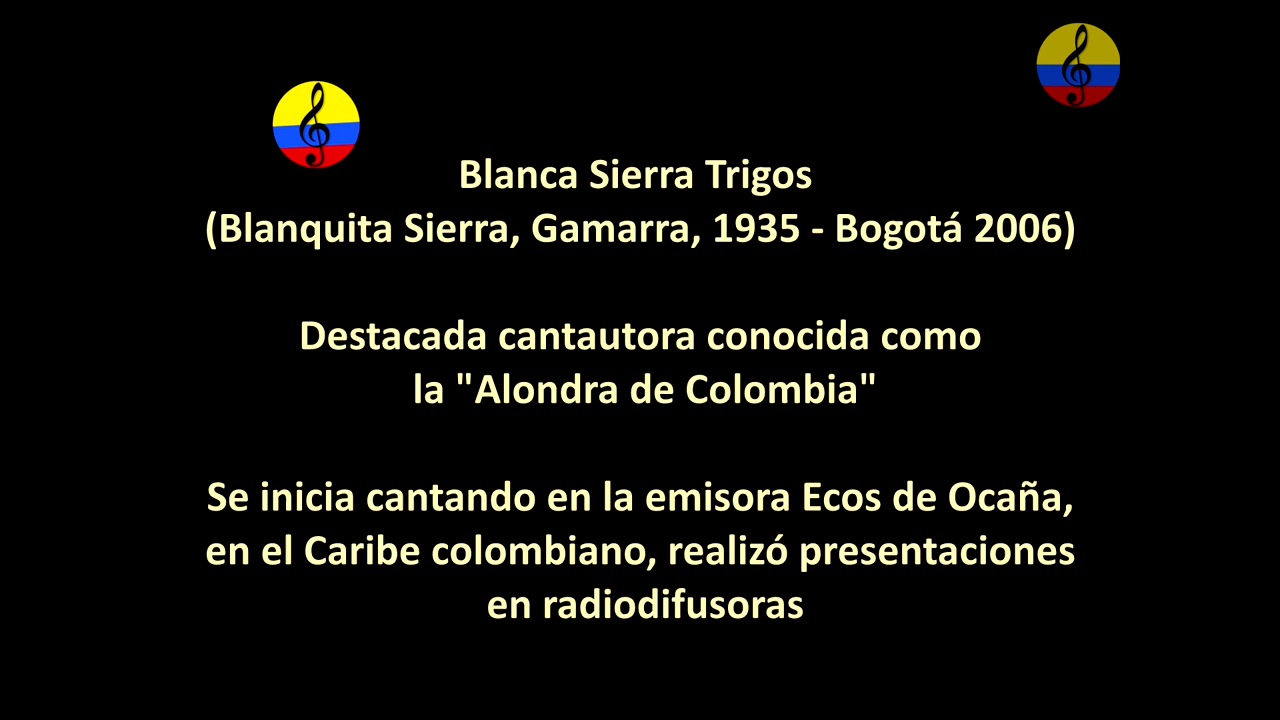 Blanca Sierra Trigos
(Blanquita Sierra, Gamarra, 1935 - Bogotá 2006)
Destacada cantautora conocida como
la "Alondra de Colombia"
Se inicia cantando en la emisora Ecos de Ocaña,
en el Caribe colombiano, realizó presentaciones
en radiodifusoras